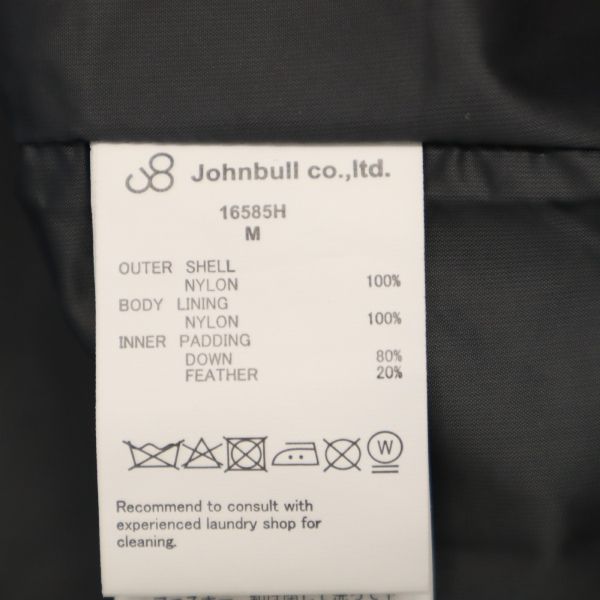 Johnbull co.,ltd.
16585H
M
OUTER SHELL
NYLON 100%
BODY LINING
NYLON 100%
INNER PADDING
DOWN 80%
FEATHER 20%
W
Recommend to consult with
experienced laundry shop for
cleaning.